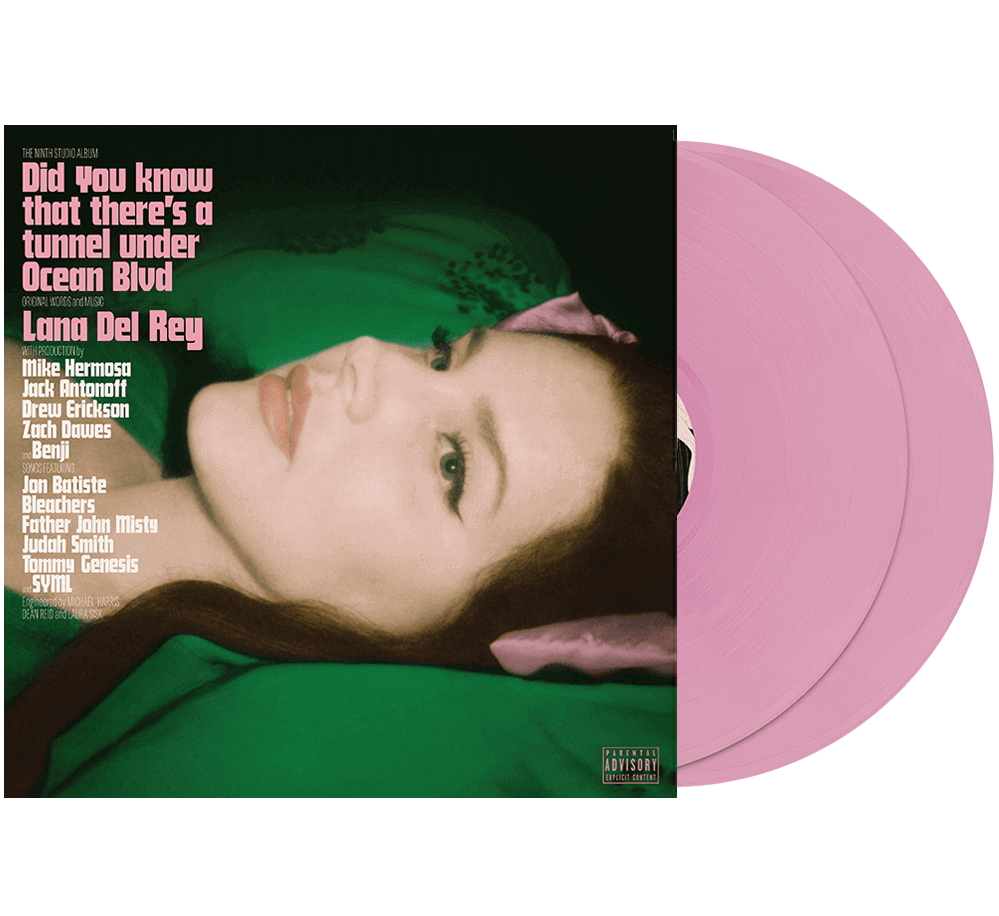 THE NINTH STUDIO ALBUM
Did you know
that there's a
tunnel under
Ocean Blvd
ORIGINAL WORDS and MUSIC
Lana Del Rey
WITH PRODUCTION by
Mike Hermosa
Jack Antonoff
Drew Erickson
Zach Dawes
and Benji
SONGS FEATURING
Jon Batiste
Bleachers
Father John Misty
Judah Smith
Tommy Genesis
and SYML
Engineered by MICHAEL HARRIS
DEAN REID and LAURA SISK
PARENTAL
ADVISORY
EXPLICIT CONTENT